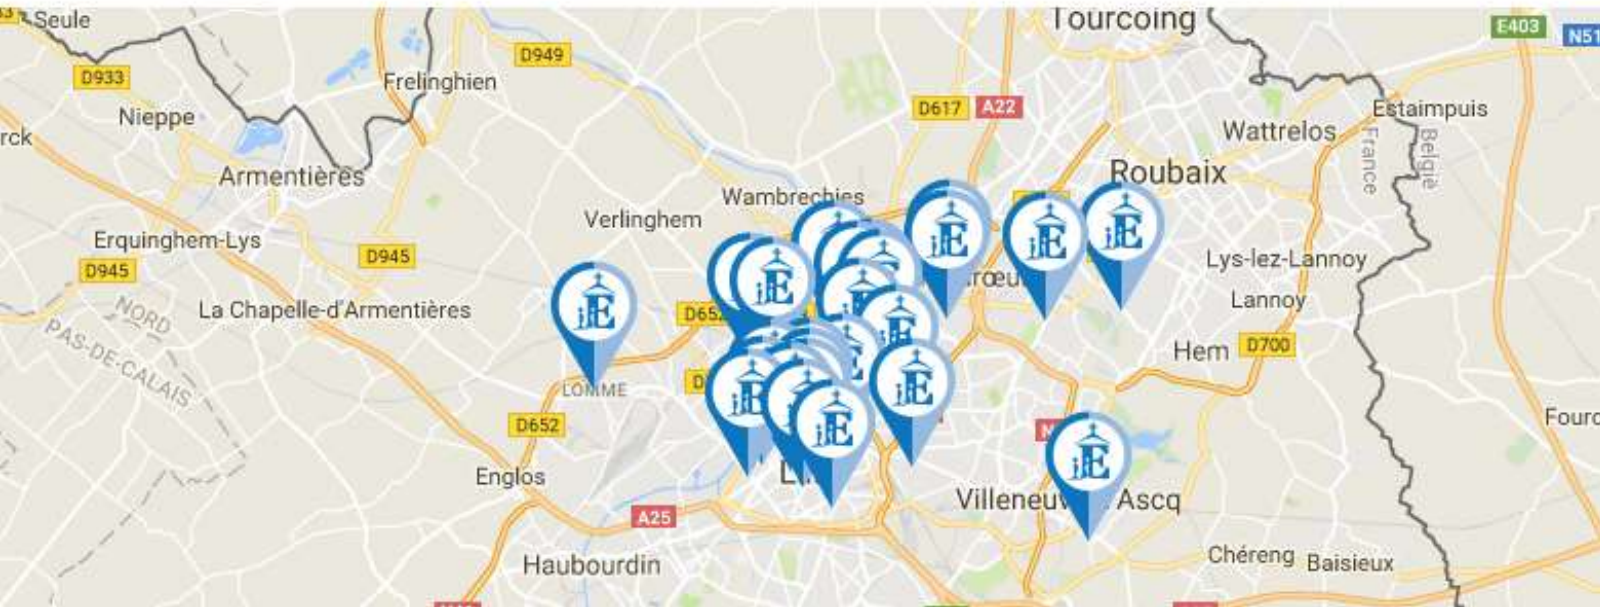 Seule
Tourcoing
E403
N51
D949
D933
Frelinghien
D617
A22
Estaimpuis
Nieppe
Wattrelos
France
België
Armentières
Roubaix
Wambrechies
Verlinghem
Erquinghem-Lys
D945
D945
Lys-lez-Lannoy
Lannoy
La Chapelle-d'Armentières
NORD
PAS-DE-CALAIS
Hem
D700
LOMME
D652
Englos
A25
Ascq
Haubourdin
Chéreng
Baisieux
E
E
E
E
E
E
E
E
E
E